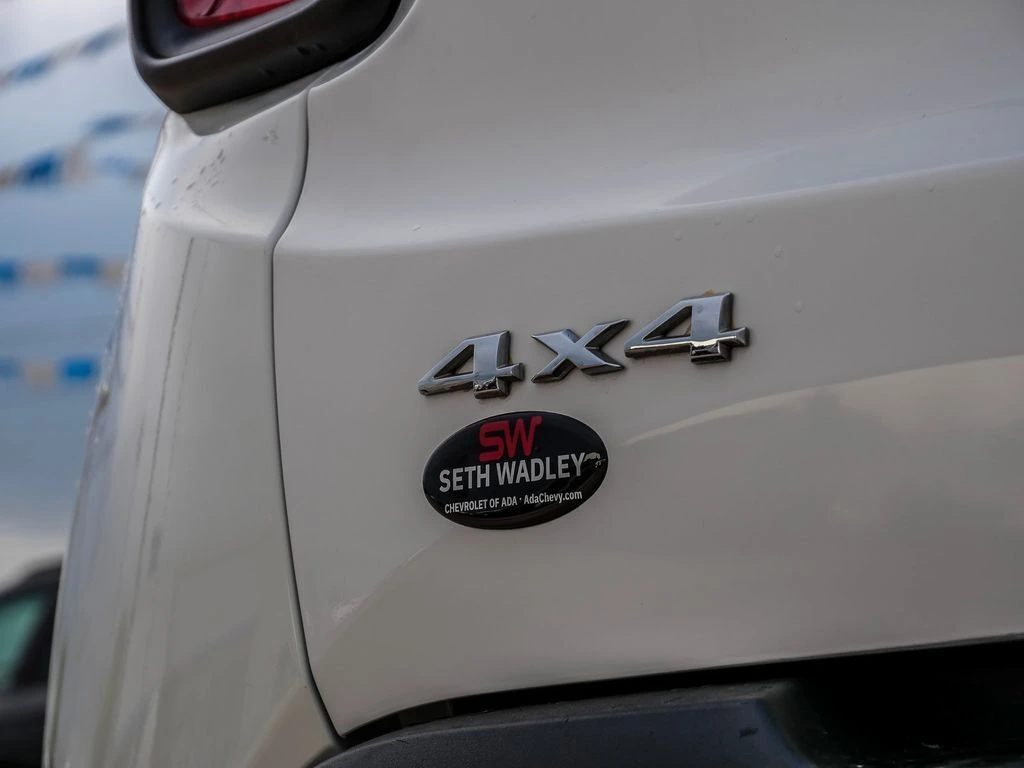 4x4
SW
SETH WADLEY
CHEVROLET OF ADA · AdaChevy.com